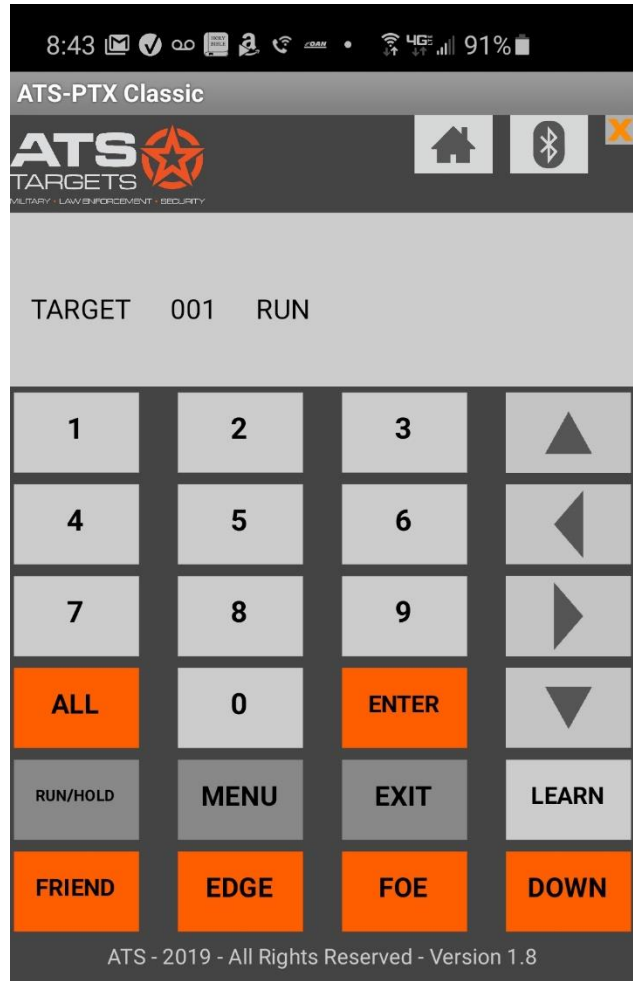 8:43 91%
ATS-PTX Classic
ATS
TARGETS
MILITARY • LAW ENFORCEMENT • SECURITY
X
TARGET 001 RUN
1 2 3
4 5 6
7 8 9
ALL 0 ENTER
RUN/HOLD MENU EXIT LEARN
FRIEND EDGE FOE DOWN
ATS - 2019 - All Rights Reserved - Version 1.8